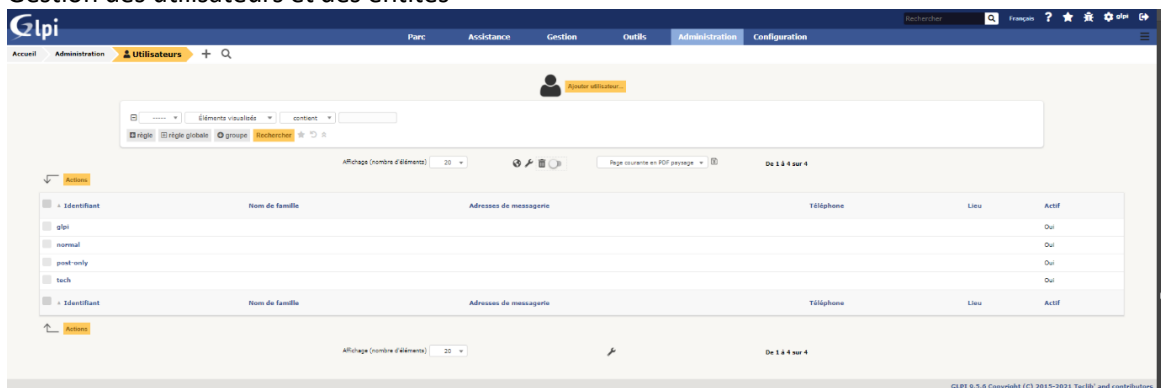 Gestion des utilisateurs et des entités
Glpi
Rechercher Français ? glpi
Parc Assistance Gestion Outils Administration Configuration
Accueil Administration Utilisateurs
Ajouter utilisateur...
----- Éléments visualisés contient
règle règle globale groupe Rechercher
Affichage (nombre d'éléments) 20 Page courante en PDF paysage De 1 à 4 sur 4
Actions
Identifiant Nom de famille Adresses de messagerie Téléphone Lieu Actif
glpi Oui
normal Oui
post-only Oui
tech Oui
Identifiant Nom de famille Adresses de messagerie Téléphone Lieu Actif
Actions
Affichage (nombre d'éléments) 20 De 1 à 4 sur 4
GLPI 9.5.6 Copyright (C) 2015-2021 Teclib' and contributors